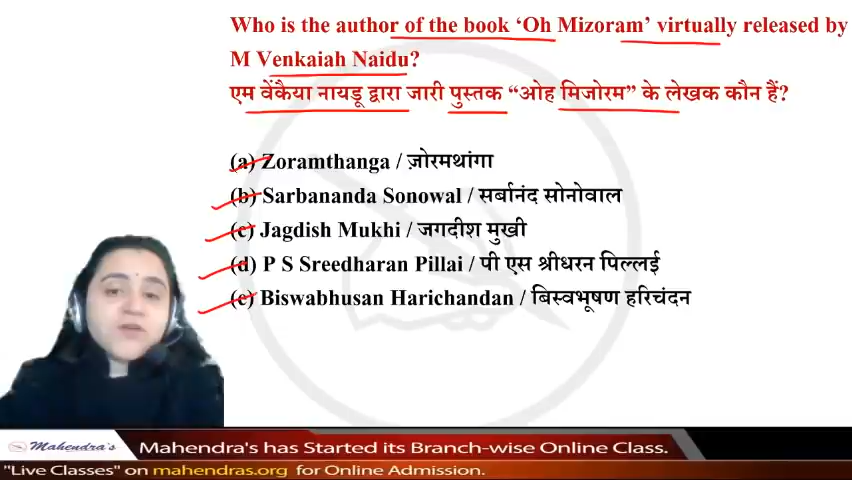 Who is the author of the book ‘Oh Mizoram’ virtually released by
M Venkaiah Naidu?
एम वेंकैया नायडू द्वारा जारी पुस्तक “ओह मिजोरम” के लेखक कौन हैं?
(a) Zoramthanga / ज़ोरमथांगा
(b) Sarbananda Sonowal / सर्बानंद सोनोवाल
(c) Jagdish Mukhi / जगदीश मुखी
(d) P S Sreedharan Pillai / पी एस श्रीधरन पिल्लई
(e) Biswabhusan Harichandan / बिस्वभूषण हरिचंदन
Mahendra's Mahendra's has Started its Branch-wise Online Class.
"Live Classes" on mahendras.org for Online Admission.